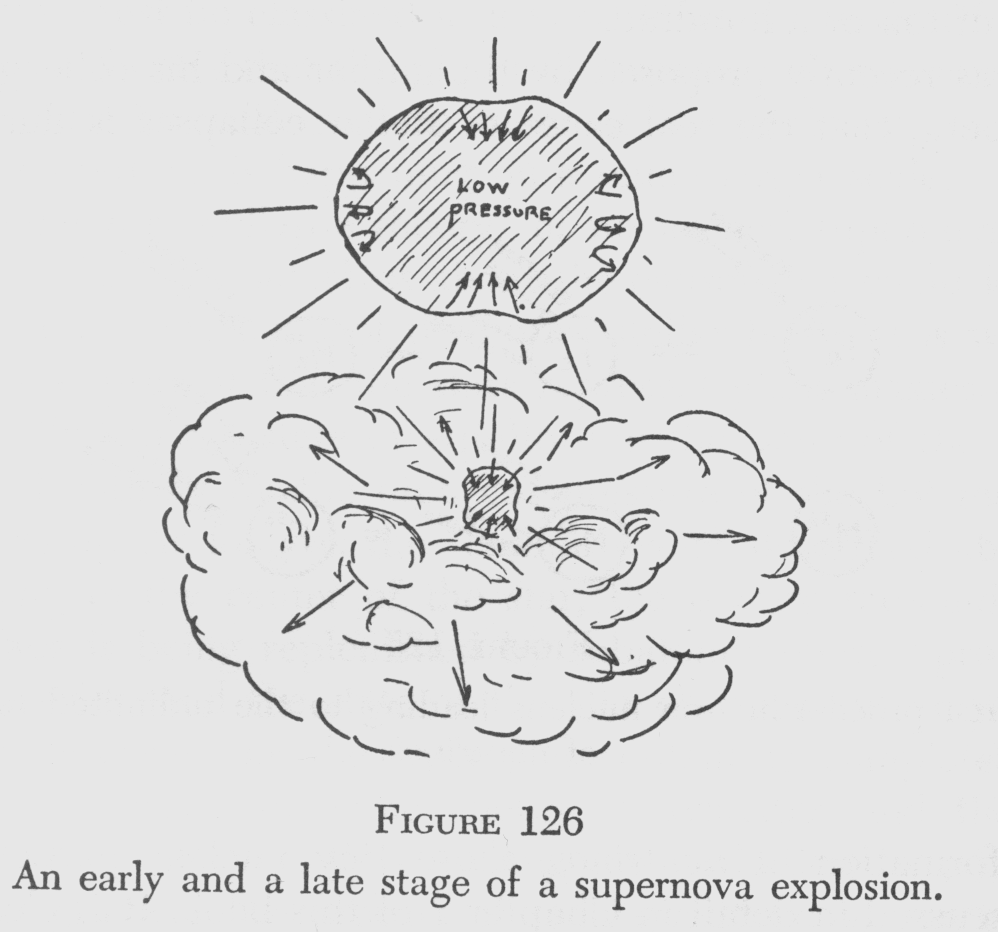 LOW
PRESSURE
FIGURE 126
An early and a late stage of a supernova explosion.